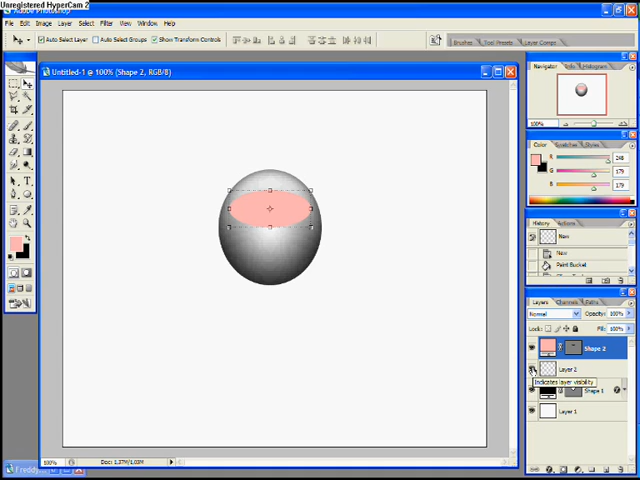 Unregistered HyperCam 2
File Edit Image Layer Select Filter View Window Help
Auto Select Layer Auto Select Groups Show Transform Controls
Brushes Tool Presets Layer Comps
Untitled-1 @ 100% (Shape 2, RGB/8)
Navigator Info Histogram
100%
Color Swatches Styles
R 246
G 179
B 179
History Actions
New
New
Paint Bucket
Layers Channels Paths
Normal Opacity: 100%
Lock: Fill: 100%
Shape 2
Layer 2
Indicates layer visibility
Shape 1
Layer 1
100% Doc: 1.37M/1.03M